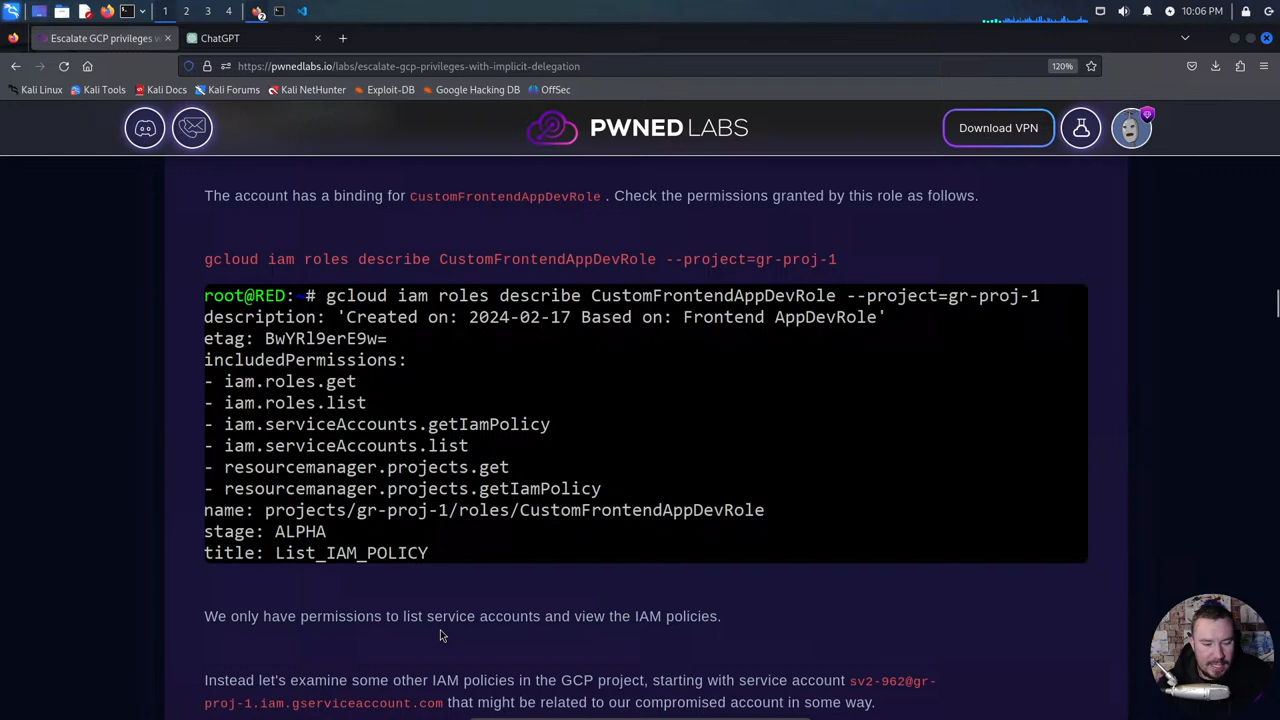 1 2 3 4
10:06 PM
Escalate GCP privileges w
ChatGPT
https://pwnedlabs.io/labs/escalate-gcp-privileges-with-implicit-delegation
120%
Kali Linux Kali Tools Kali Docs Kali Forums Kali NetHunter Exploit-DB Google Hacking DB OffSec
PWNED LABS
Download VPN
The account has a binding for CustomFrontendAppDevRole . Check the permissions granted by this role as follows.
gcloud iam roles describe CustomFrontendAppDevRole --project=gr-proj-1
root@RED:~# gcloud iam roles describe CustomFrontendAppDevRole --project=gr-proj-1
description: 'Created on: 2024-02-17 Based on: Frontend AppDevRole'
etag: BwYRl9erE9w=
includedPermissions:
- iam.roles.get
- iam.roles.list
- iam.serviceAccounts.getIamPolicy
- iam.serviceAccounts.list
- resourcemanager.projects.get
- resourcemanager.projects.getIamPolicy
name: projects/gr-proj-1/roles/CustomFrontendAppDevRole
stage: ALPHA
title: List_IAM_POLICY
We only have permissions to list service accounts and view the IAM policies.
Instead let's examine some other IAM policies in the GCP project, starting with service account sv2-962@gr-
proj-1.iam.gserviceaccount.com that might be related to our compromised account in some way.